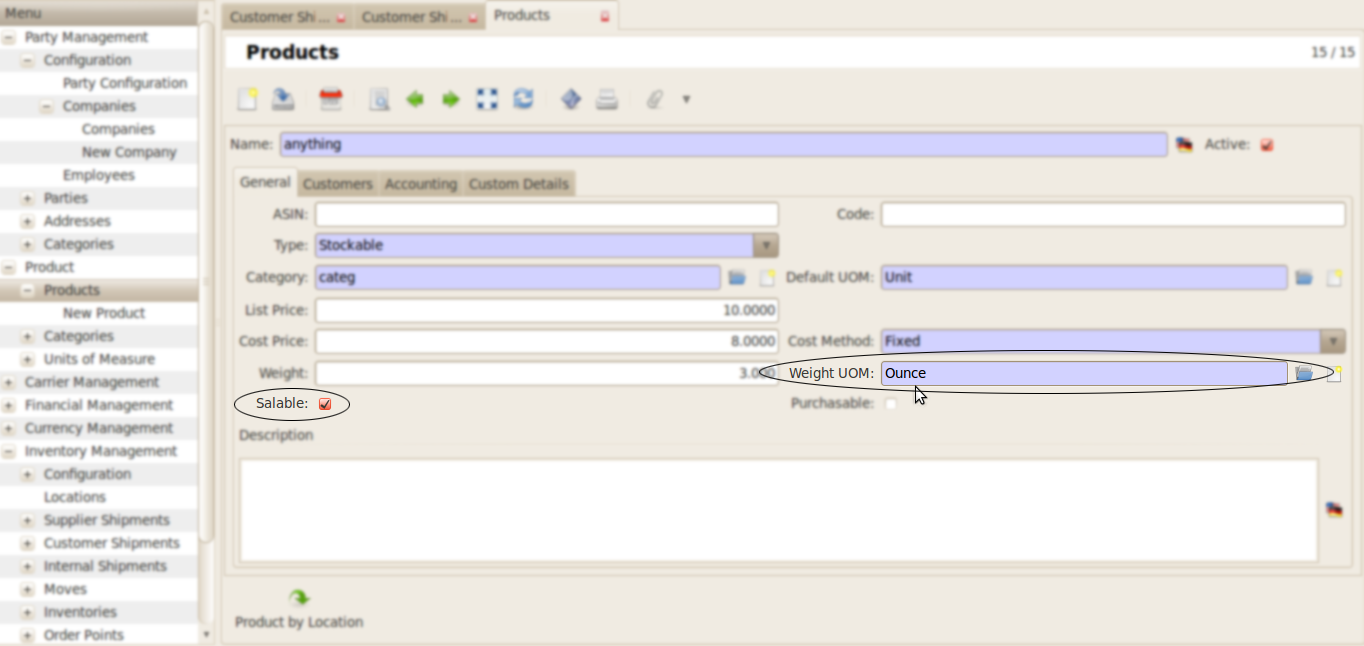 Menu
Party Management
Configuration
Party Configuration
Companies
Companies
New Company
Employees
Parties
Addresses
Categories
Product
Products
New Product
Categories
Units of Measure
Carrier Management
Financial Management
Currency Management
Inventory Management
Configuration
Locations
Supplier Shipments
Customer Shipments
Internal Shipments
Moves
Inventories
Order Points
Customer Shi... Customer Shi... Products
Products 15 / 15
Name: anything Active:
General Customers Accounting Custom Details
ASIN: Code:
Type: Stockable
Category: categ Default UOM: Unit
List Price: 10.0000
Cost Price: 8.0000 Cost Method: Fixed
Weight: 3.000 Weight UOM: Ounce
Salable: Purchasable:
Description
Product by Location